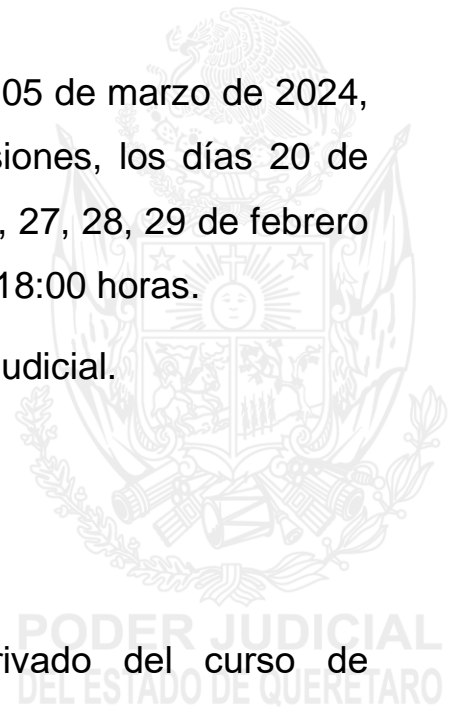 05 de marzo de 2024,
siones, los días 20 de
, 27, 28, 29 de febrero
18:00 horas.
udicial.
PODER JUDICIAL
rivado del curso de
DEL ESTADO DE QUERÉTARO